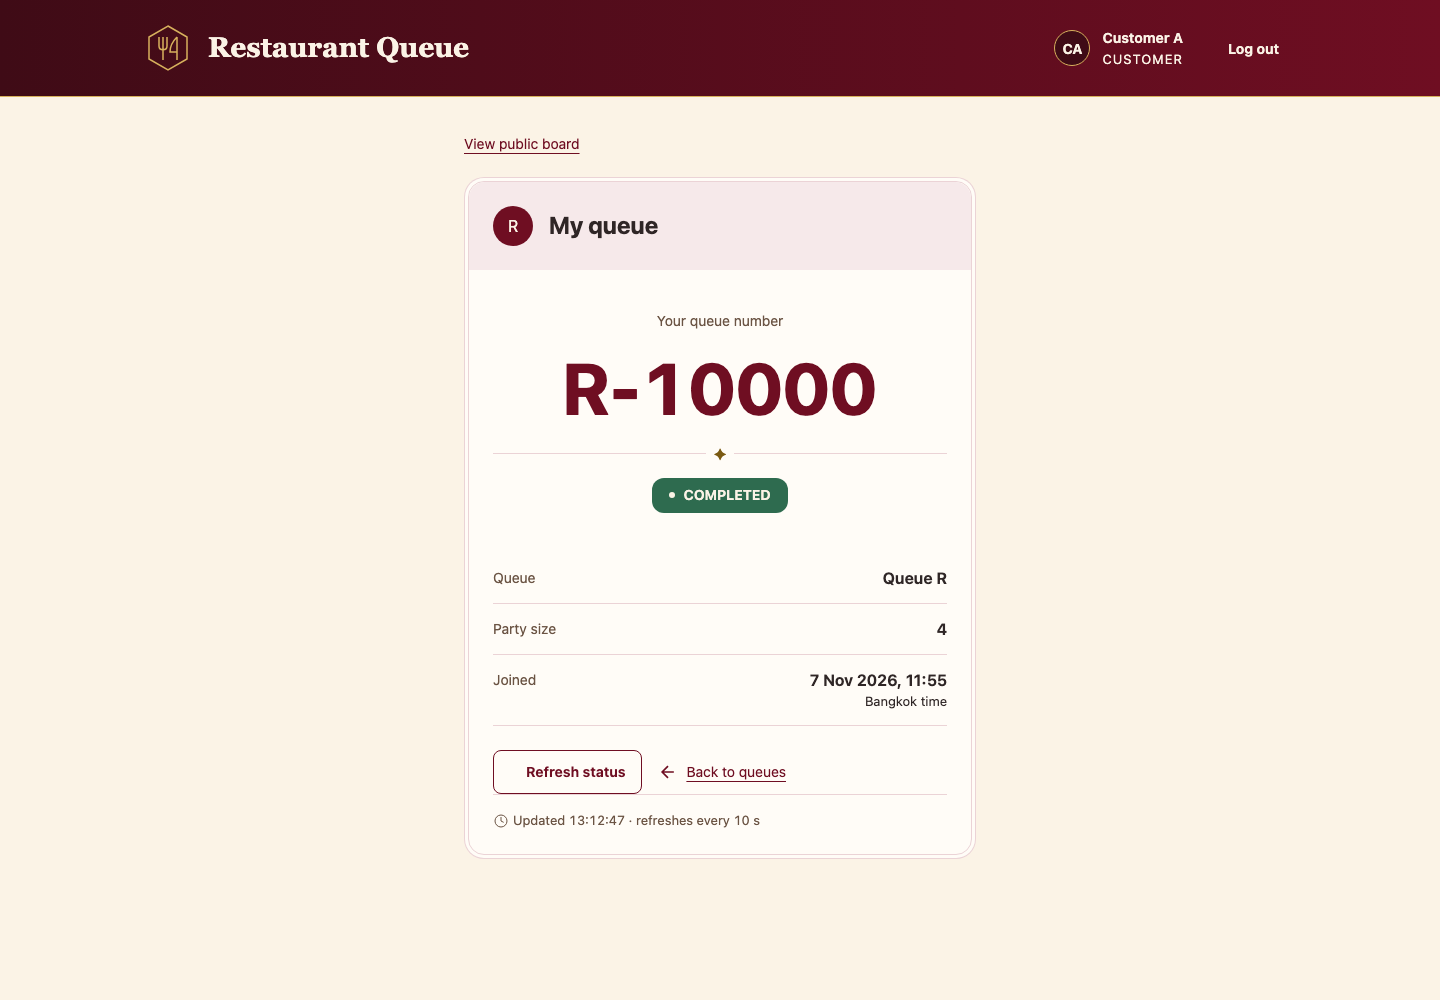 Restaurant Queue
CA
Customer A
CUSTOMER
Log out
View public board
R
My queue
Your queue number
R-10000
COMPLETED
Queue
Queue R
Party size
4
Joined
7 Nov 2026, 11:55
Bangkok time
Refresh status
Back to queues
Updated 13:12:47 · refreshes every 10 s